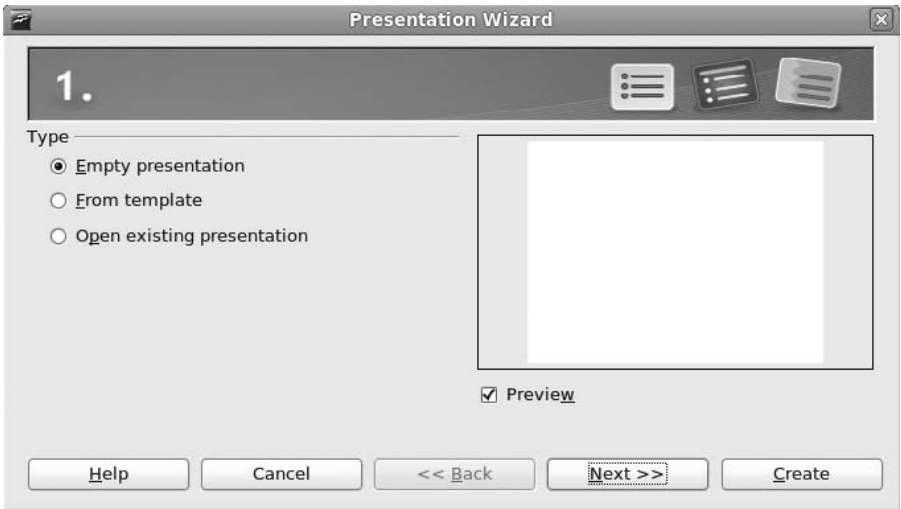 Presentation Wizard
1.
Type
Empty presentation
From template
Open existing presentation
Preview
Help
Cancel
<< Back
Next >>
Create